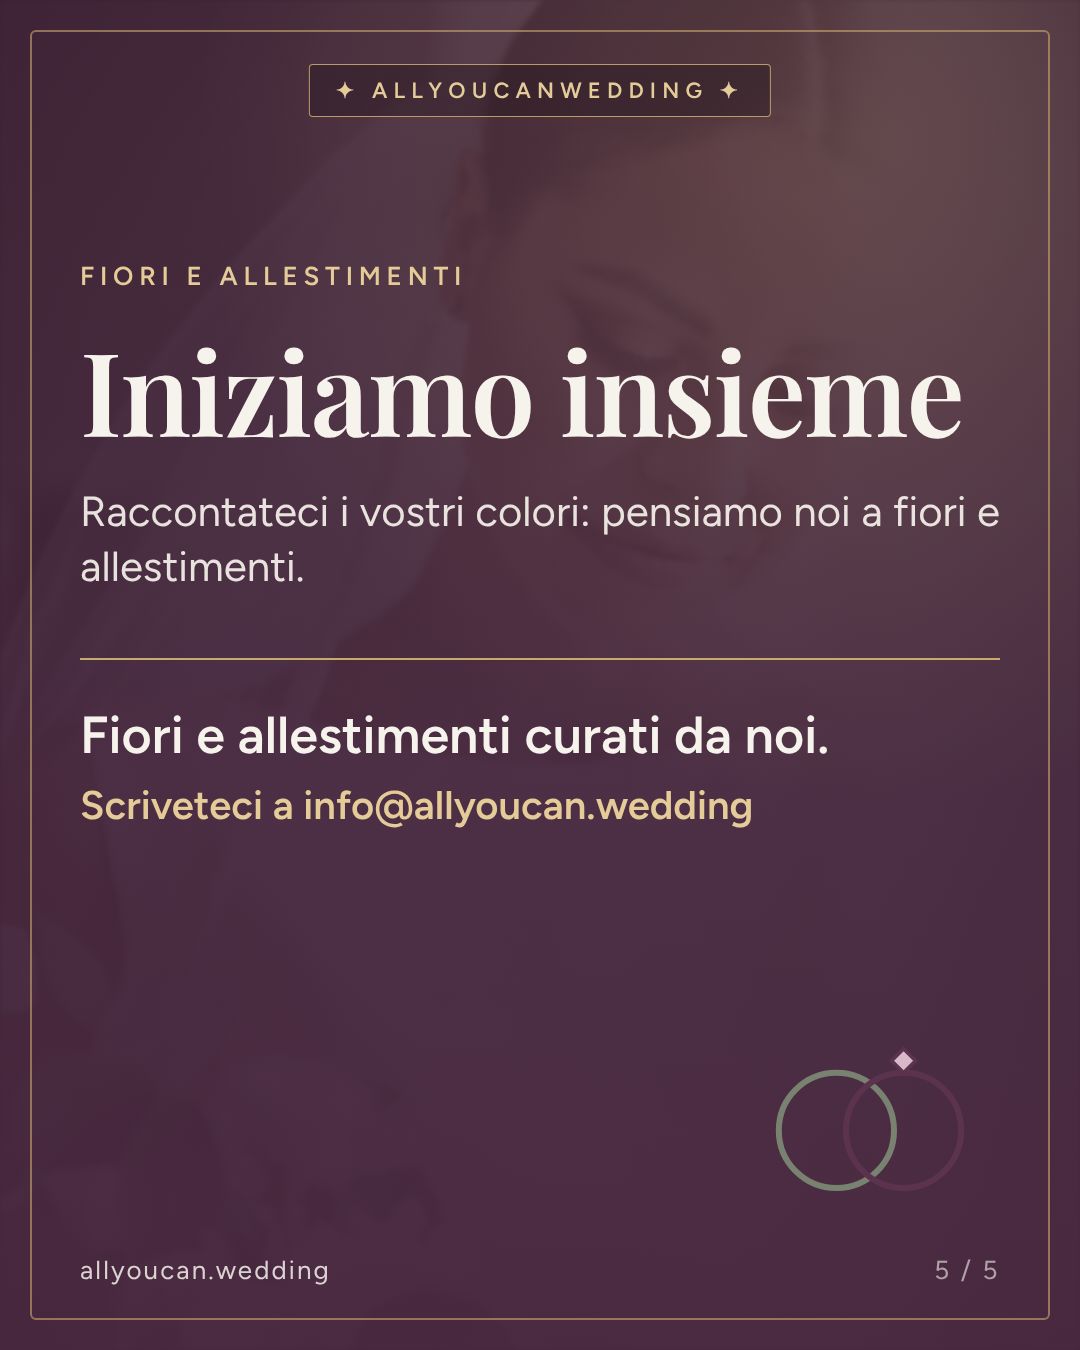 ✦ ALLYOUCANWEDDING ✦
FIORI E ALLESTIMENTI
Iniziamo insieme
Raccontateci i vostri colori: pensiamo noi a fiori e
allestimenti.
Fiori e allestimenti curati da noi.
Scriveteci a info@allyoucan.wedding
allyoucan.wedding
5 / 5